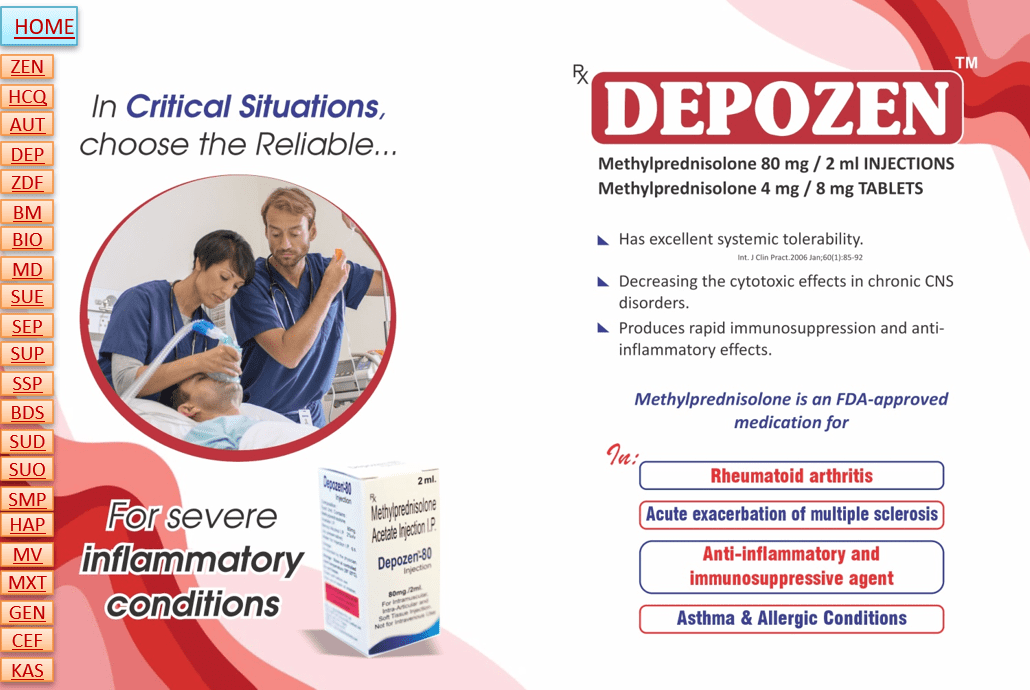 HOME
ZEN
HCQ
AUT
DEP
ZDF
BM
BIO
MD
SUE
SEP
SUP
SSP
BDS
SUD
SUO
SMP
HAP
MV
MXT
GEN
CEF
KAS
In Critical Situations,
choose the Reliable...
For severe
inflammatory
conditions
Depozen-80
Injection
2 ml.
Rx
Methylprednisolone
Acetate Injection I.P.
Depozen-80
Injection
80mg./2ml.
For Intramuscular,
Intra-Articular and
Soft Tissue Injection.
Not for Intravenous Use.
Rx
DEPOZEN™
Methylprednisolone 80 mg / 2 ml INJECTIONS
Methylprednisolone 4 mg / 8 mg TABLETS
Has excellent systemic tolerability.
Int. J Clin Pract.2006 Jan;60(1):85-92
Decreasing the cytotoxic effects in chronic CNS
disorders.
Produces rapid immunosuppression and anti-
inflammatory effects.
Methylprednisolone is an FDA-approved
medication for
In:
Rheumatoid arthritis
Acute exacerbation of multiple sclerosis
Anti-inflammatory and
immunosuppressive agent
Asthma & Allergic Conditions